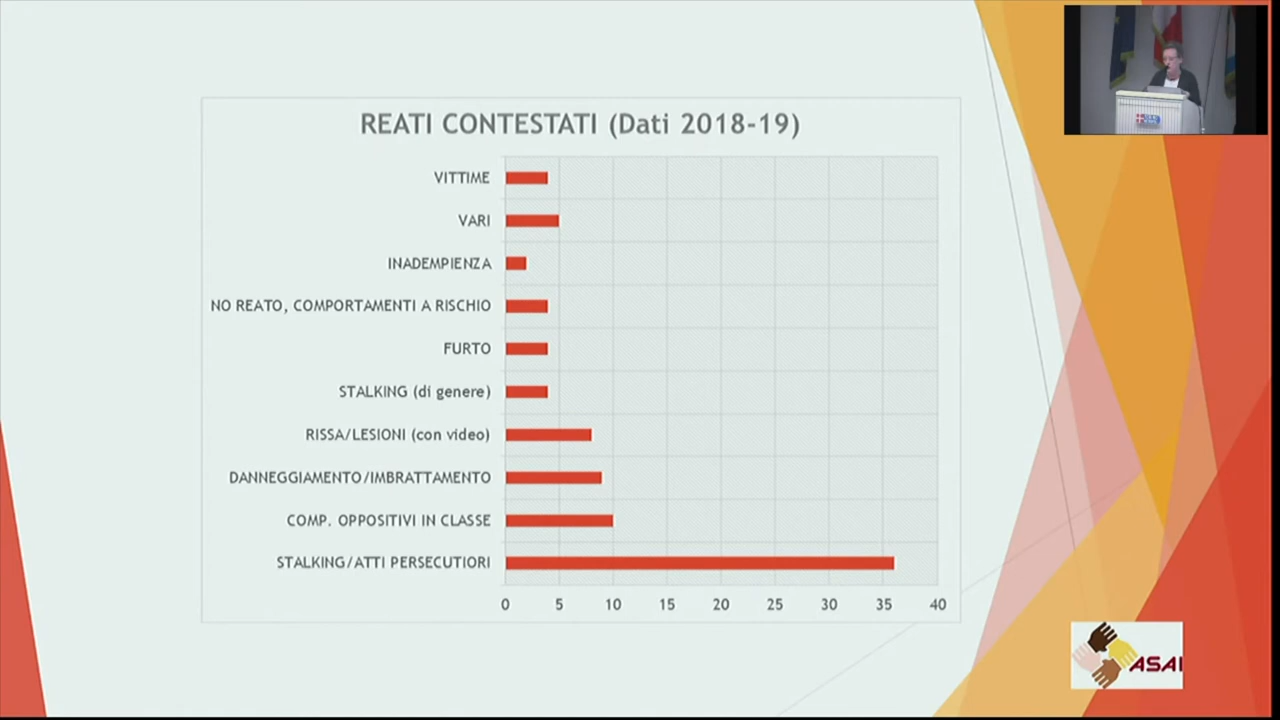 REATI CONTESTATI (Dati 2018-19)
VITTIME
VARI
INADEMPIENZA
NO REATO, COMPORTAMENTI A RISCHIO
FURTO
STALKING (di genere)
RISSA/LESIONI (con video)
DANNEGGIAMENTO/IMBRATTAMENTO
COMP. OPPOSITIVI IN CLASSE
STALKING/ATTI PERSECUTIORI
0 5 10 15 20 25 30 35 40
ASAI